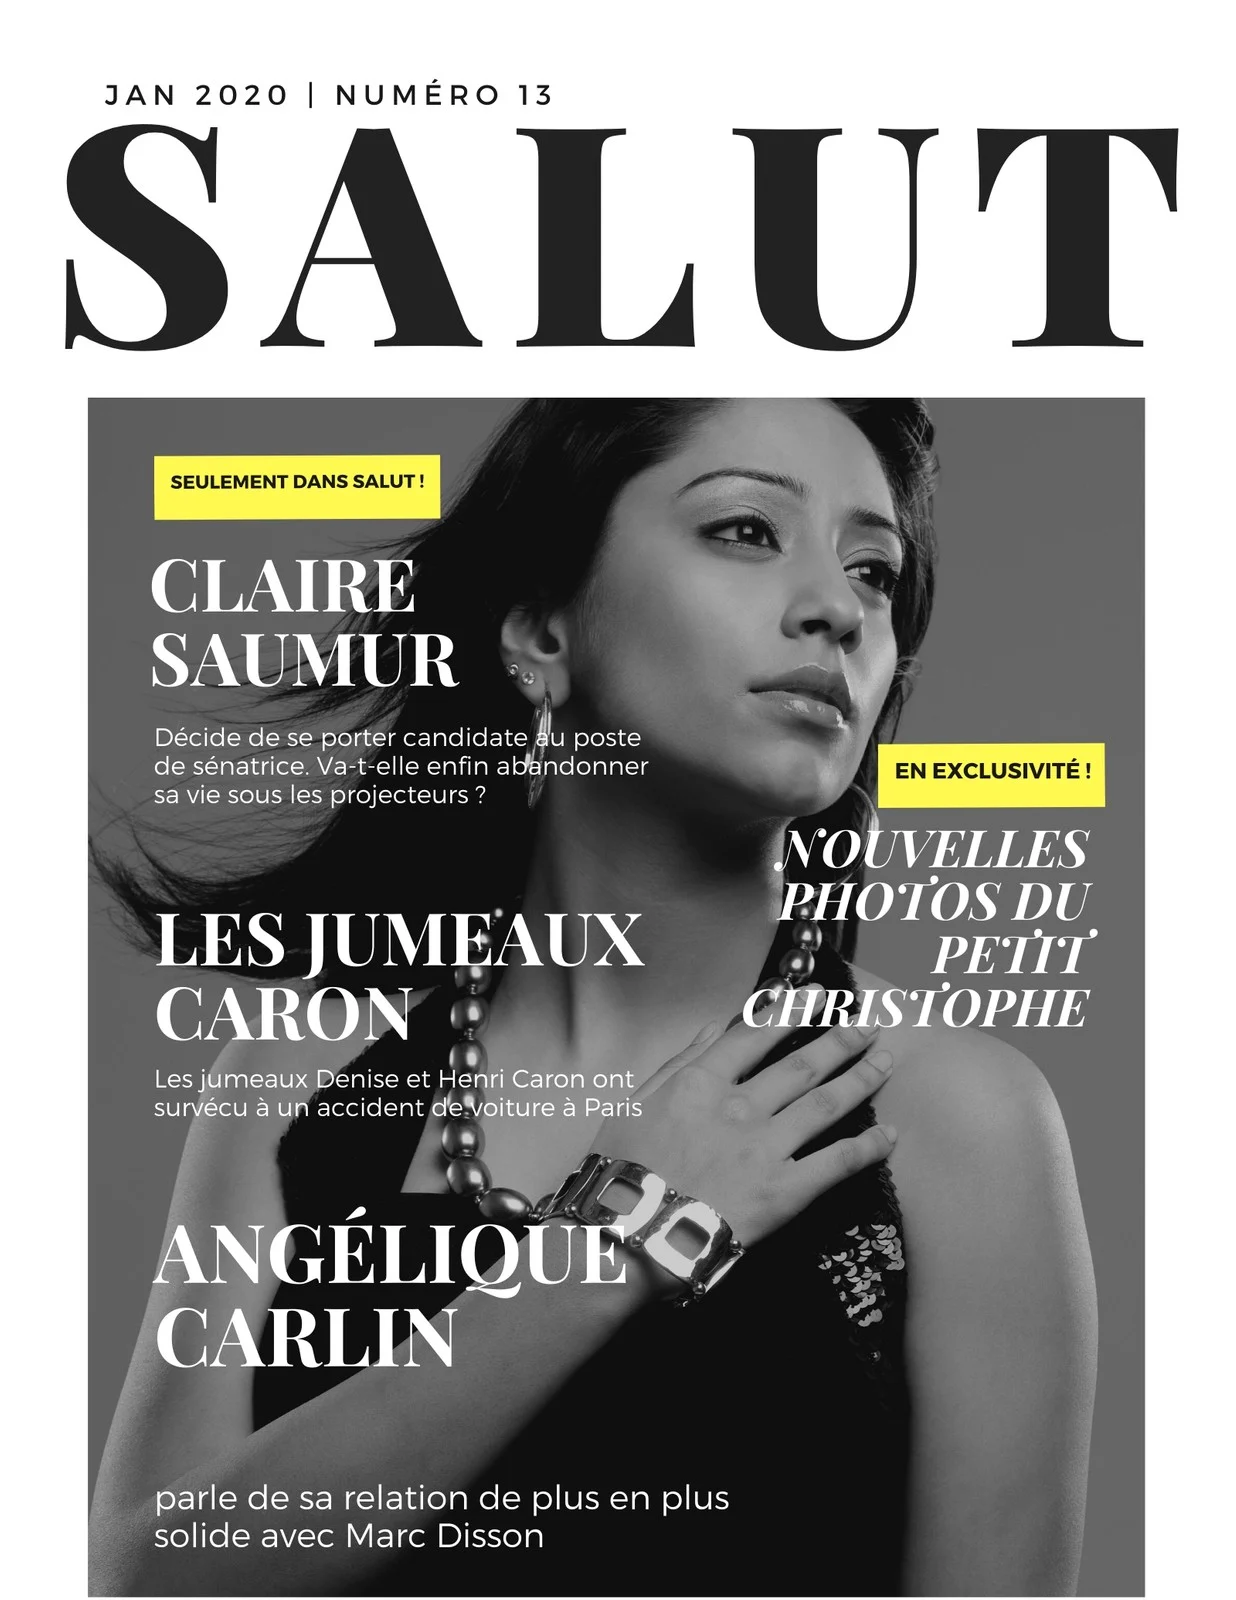 JAN 2020 | NUMÉRO 13
SALUT
SEULEMENT DANS SALUT !
CLAIRE
SAUMUR
Décide de se porter candidate au poste
de sénatrice. Va-t-elle enfin abandonner
sa vie sous les projecteurs ?
EN EXCLUSIVITÉ !
NOUVELLES
PHOTOS DU
PETIT
CHRISTOPHE
LES JUMEAUX
CARON
Les jumeaux Denise et Henri Caron ont
survécu à un accident de voiture à Paris
ANGÉLIQUE
CARLIN
parle de sa relation de plus en plus
solide avec Marc Disson